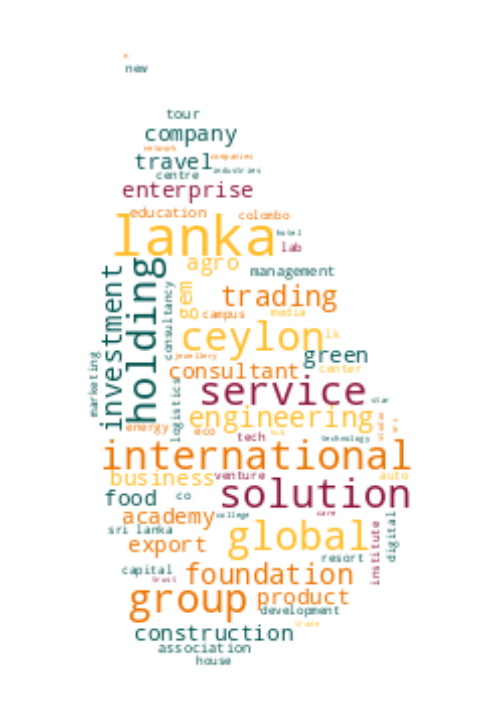 new
tour
company
network
travel companies
centre industries
enterprise
education colombo
lanka hotel
lab
agro management
investment holding consultancy gem trading
campus media
ceylon lk
jewellery green
consultant center
marketing logistics service star
engineering
energy eco tech hub technology
international
business venture auto
food co solution
academy college care
sri lanka global
export resort institute digital
capital trust foundation
group product
development
trade
construction
association
house